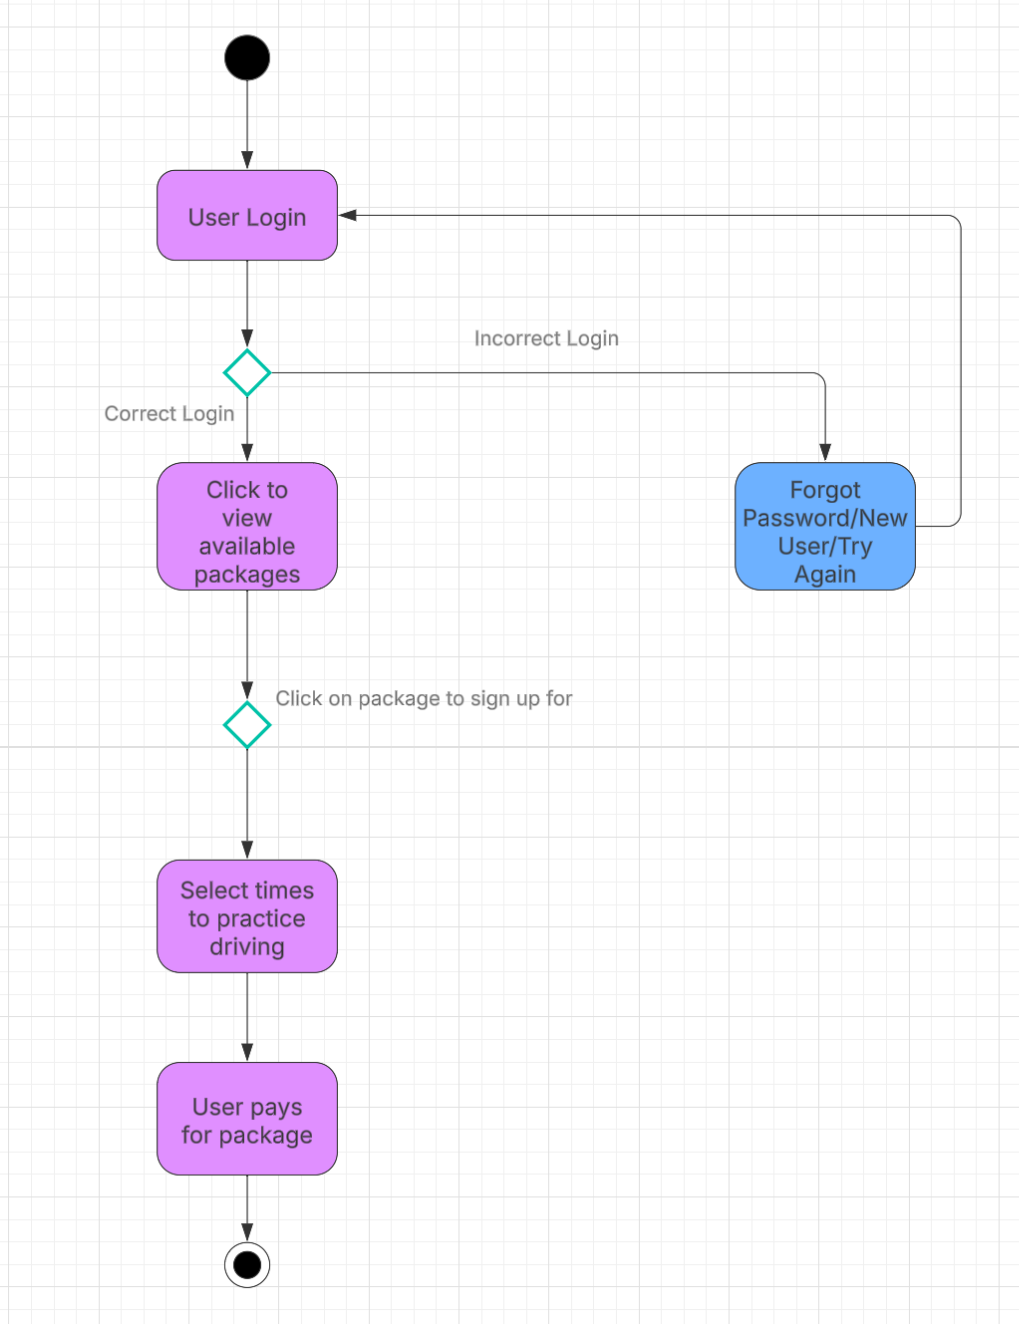 User Login
Incorrect Login
Correct Login
Click to
view
available
packages
Forgot
Password/New
User/Try
Again
Click on package to sign up for
Select times
to practice
driving
User pays
for package